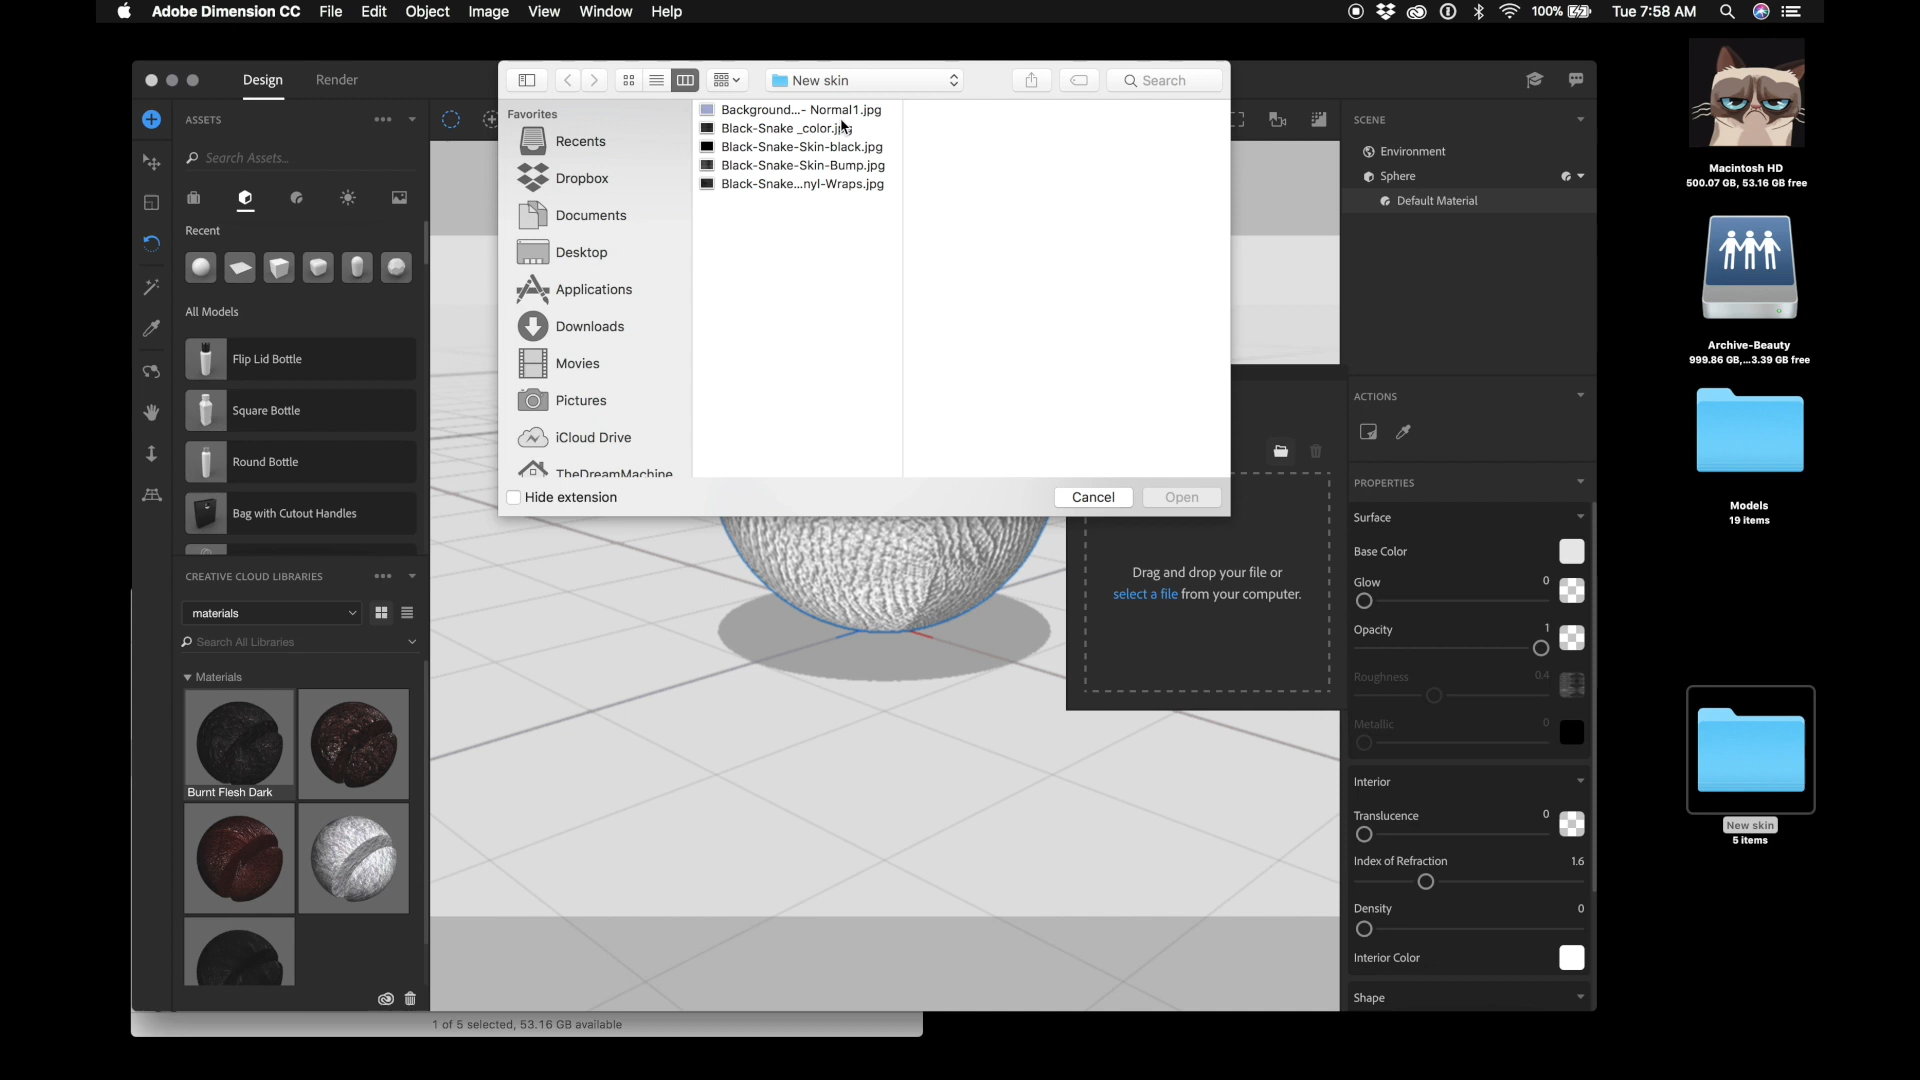 Adobe Dimension CC File Edit Object Image View Window Help
100% Tue 7:58 AM
Design Render
New skin
Search
ASSETS
Search Assets...
Recent
All Models
Flip Lid Bottle
Square Bottle
Round Bottle
Bag with Cutout Handles
CREATIVE CLOUD LIBRARIES
materials
Search All Libraries
Materials
Burnt Flesh Dark
Favorites
Recents
Dropbox
Documents
Desktop
Applications
Downloads
Movies
Pictures
iCloud Drive
TheDreamMachine
Background...- Normal1.jpg
Black-Snake _color.jpg
Black-Snake-Skin-black.jpg
Black-Snake-Skin-Bump.jpg
Black-Snake...nyl-Wraps.jpg
Hide extension
Cancel
Open
Drag and drop your file or
select a file from your computer.
SCENE
Environment
Sphere
Default Material
ACTIONS
PROPERTIES
Surface
Base Color
Glow 0
Opacity 1
Roughness 0.4
Metallic 0
Interior
Translucence 0
Index of Refraction 1.6
Density 0
Interior Color
Shape
1 of 5 selected, 53.16 GB available
Macintosh HD
500.07 GB, 53.16 GB free
Archive-Beauty
999.86 GB,...3.39 GB free
Models
19 items
New skin
5 items